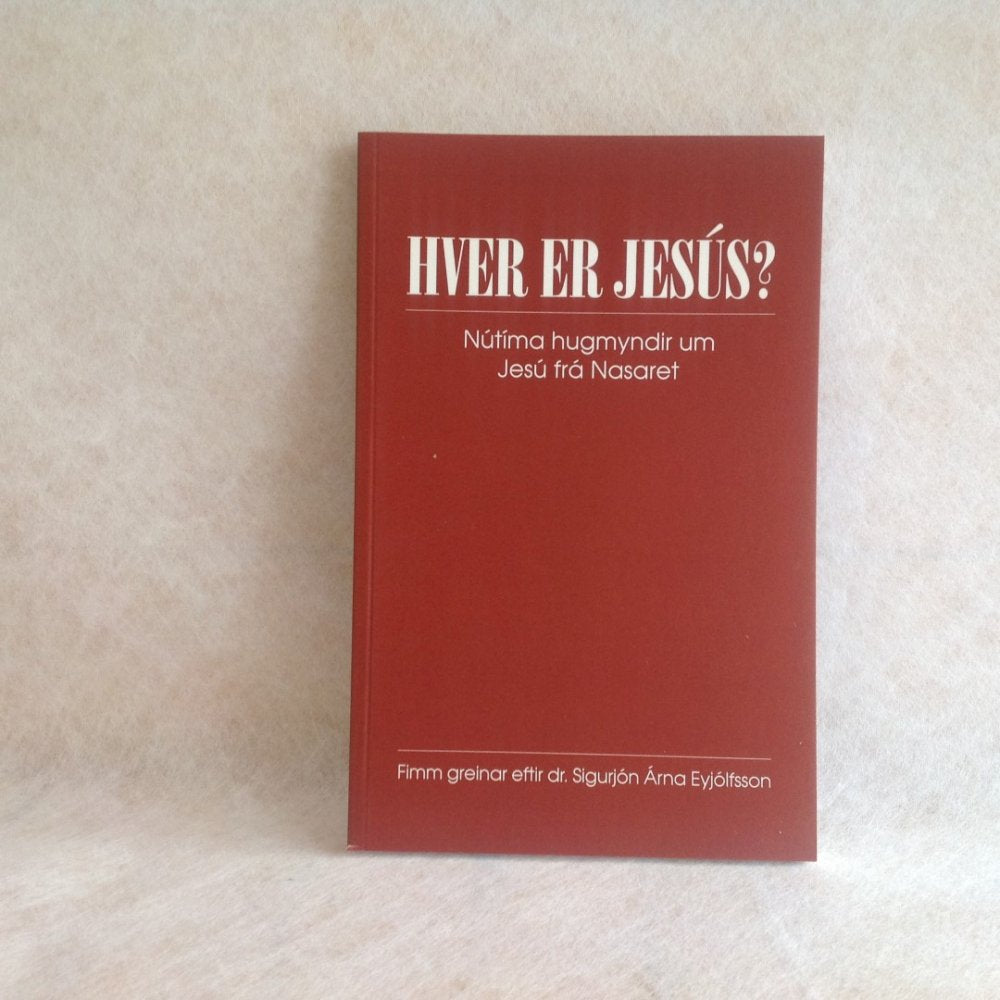 HVER ER JESÚS?
Nútíma hugmyndir um
Jesú frá Nasaret
Fimm greinar eftir dr. Sigurjón Árna Eyjólfsson